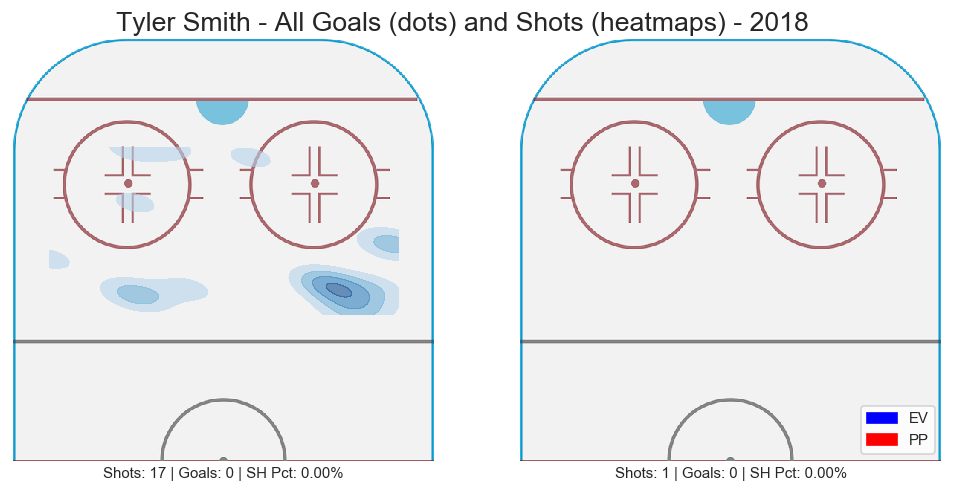 Tyler Smith - All Goals (dots) and Shots (heatmaps) - 2018
EV
PP
Shots: 17 | Goals: 0 | SH Pct: 0.00%
Shots: 1 | Goals: 0 | SH Pct: 0.00%